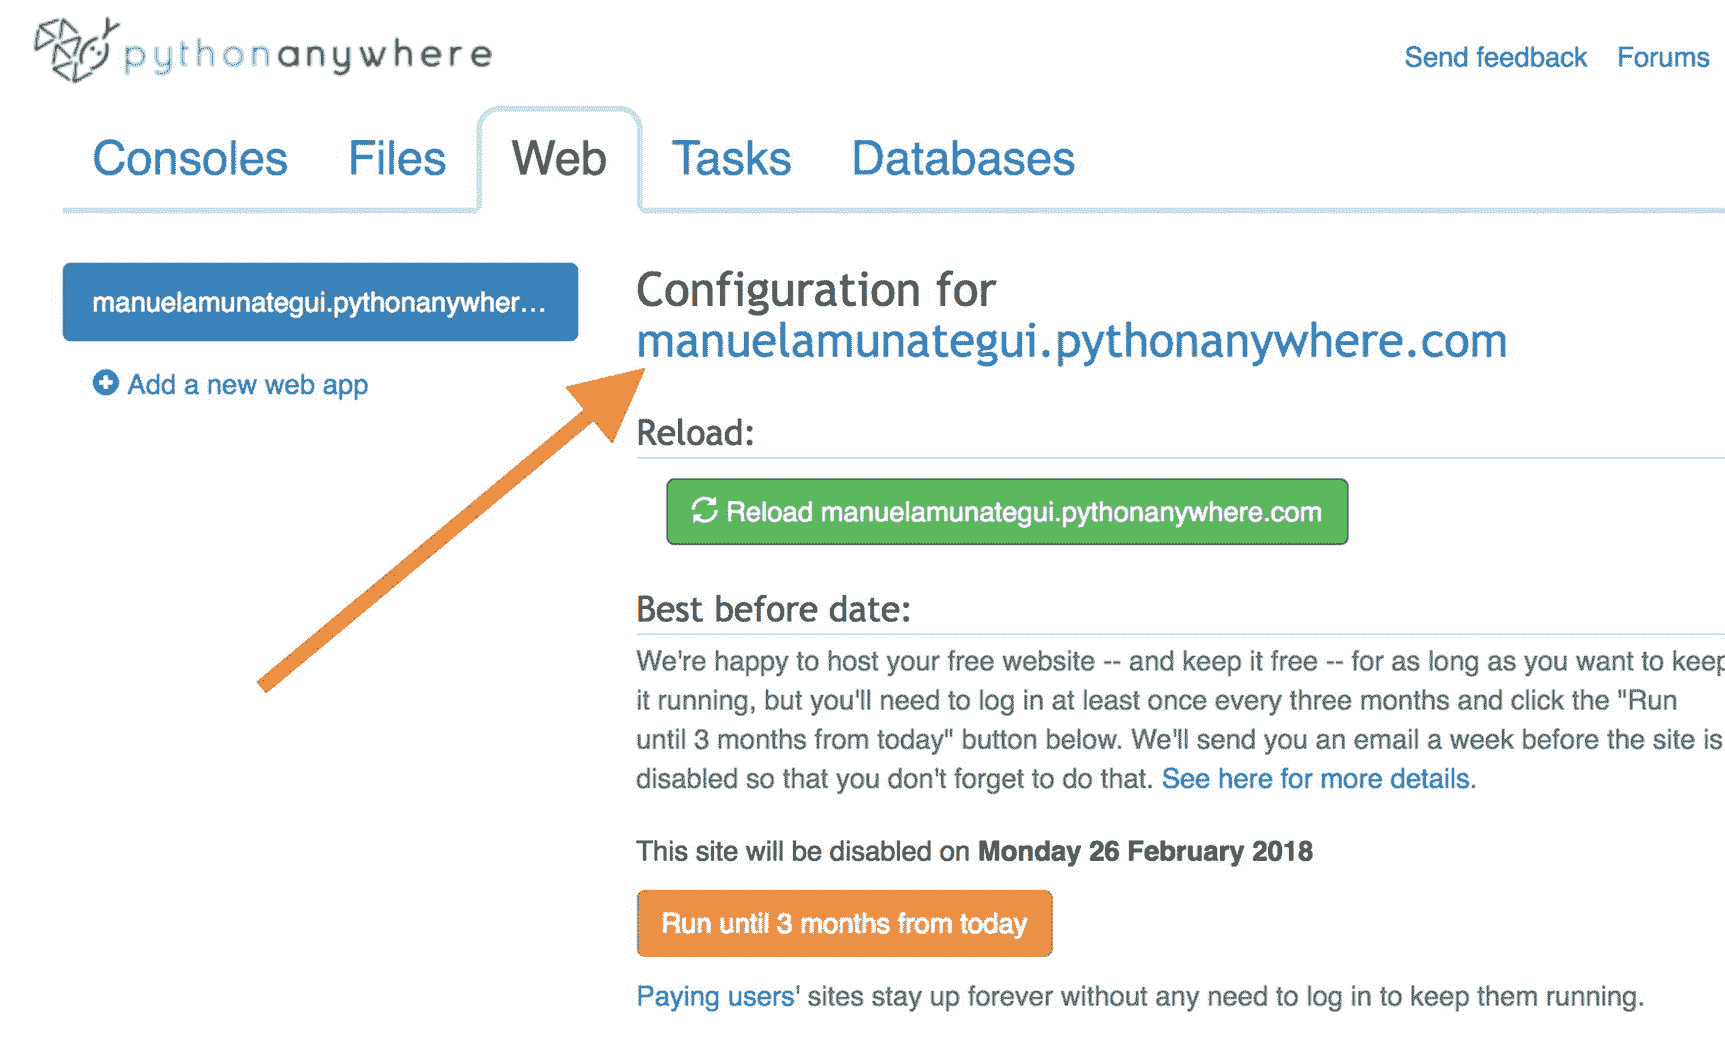 pythonanywhere
Send feedback Forums
Consoles Files Web Tasks Databases
manuelamunategui.pythonanywher...
Add a new web app
Configuration for
manuelamunategui.pythonanywhere.com
Reload:
Reload manuelamunategui.pythonanywhere.com
Best before date:
We're happy to host your free website -- and keep it free -- for as long as you want to keep
it running, but you'll need to log in at least once every three months and click the "Run
until 3 months from today" button below. We'll send you an email a week before the site is
disabled so that you don't forget to do that. See here for more details.
This site will be disabled on Monday 26 February 2018
Run until 3 months from today
Paying users' sites stay up forever without any need to log in to keep them running.